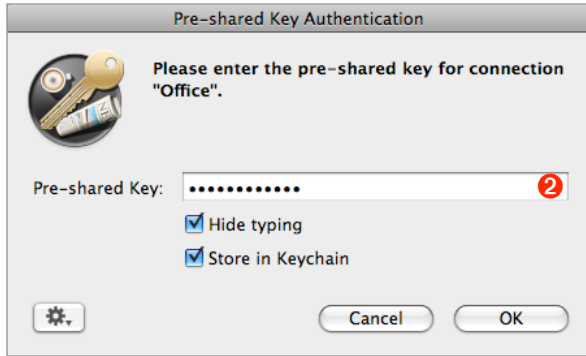 Pre-shared Key Authentication
Please enter the pre-shared key for connection
"Office".
Pre-shared Key: •••••••••••• 2
Hide typing
Store in Keychain
Cancel OK